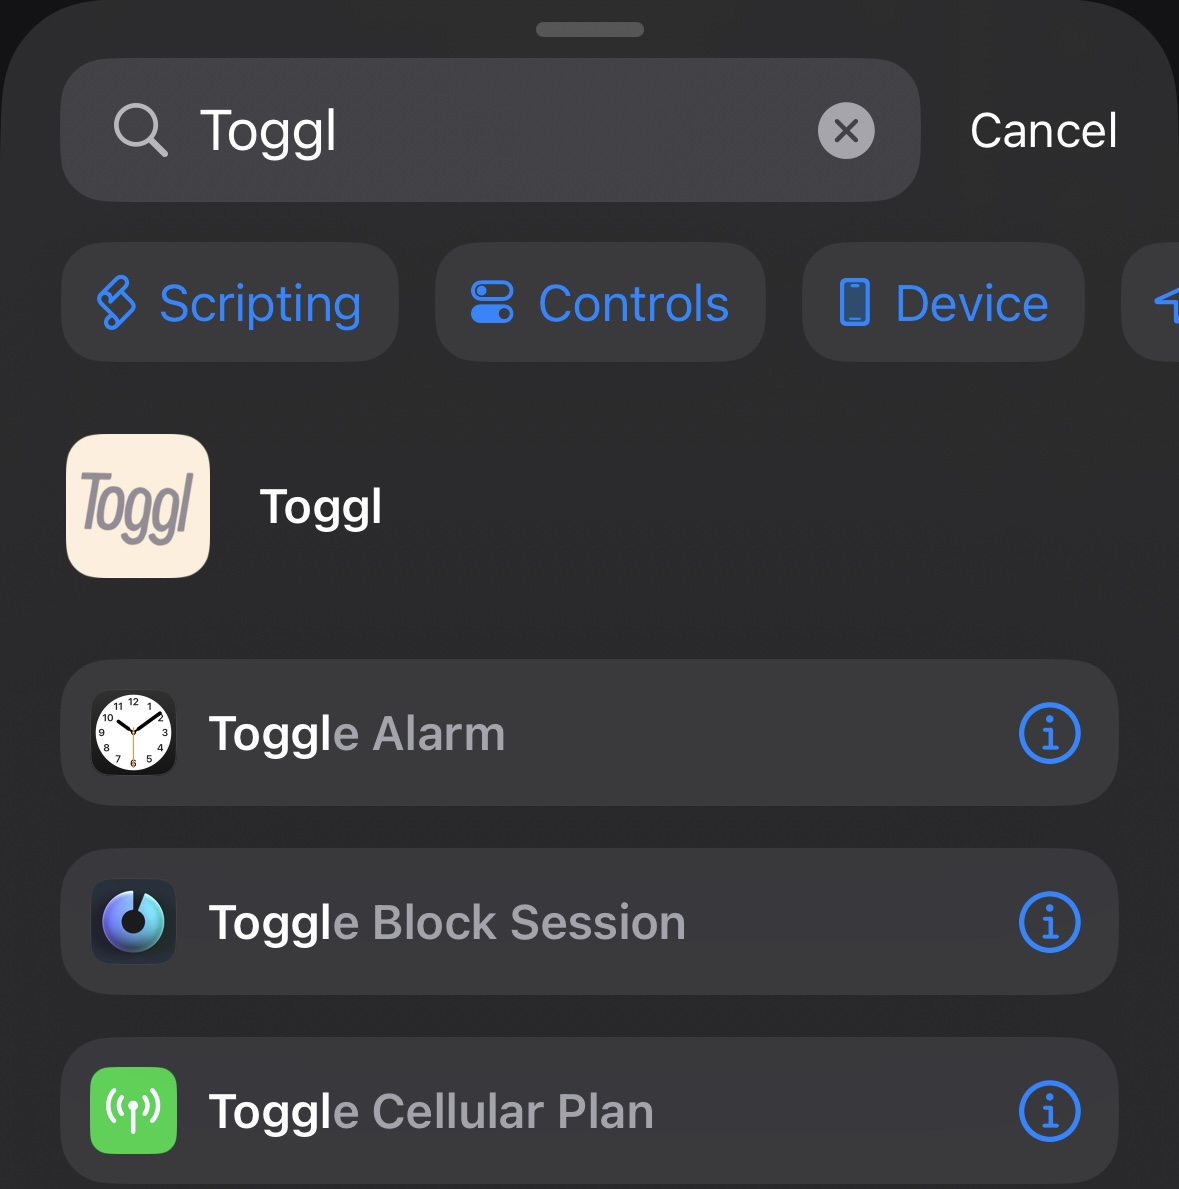 Toggl
Cancel
Scripting
Controls
Device
Toggl
Toggl
12
11
1
10
2
9
3
8
4
7
5
6
Toggle Alarm
Toggle Block Session
Toggle Cellular Plan